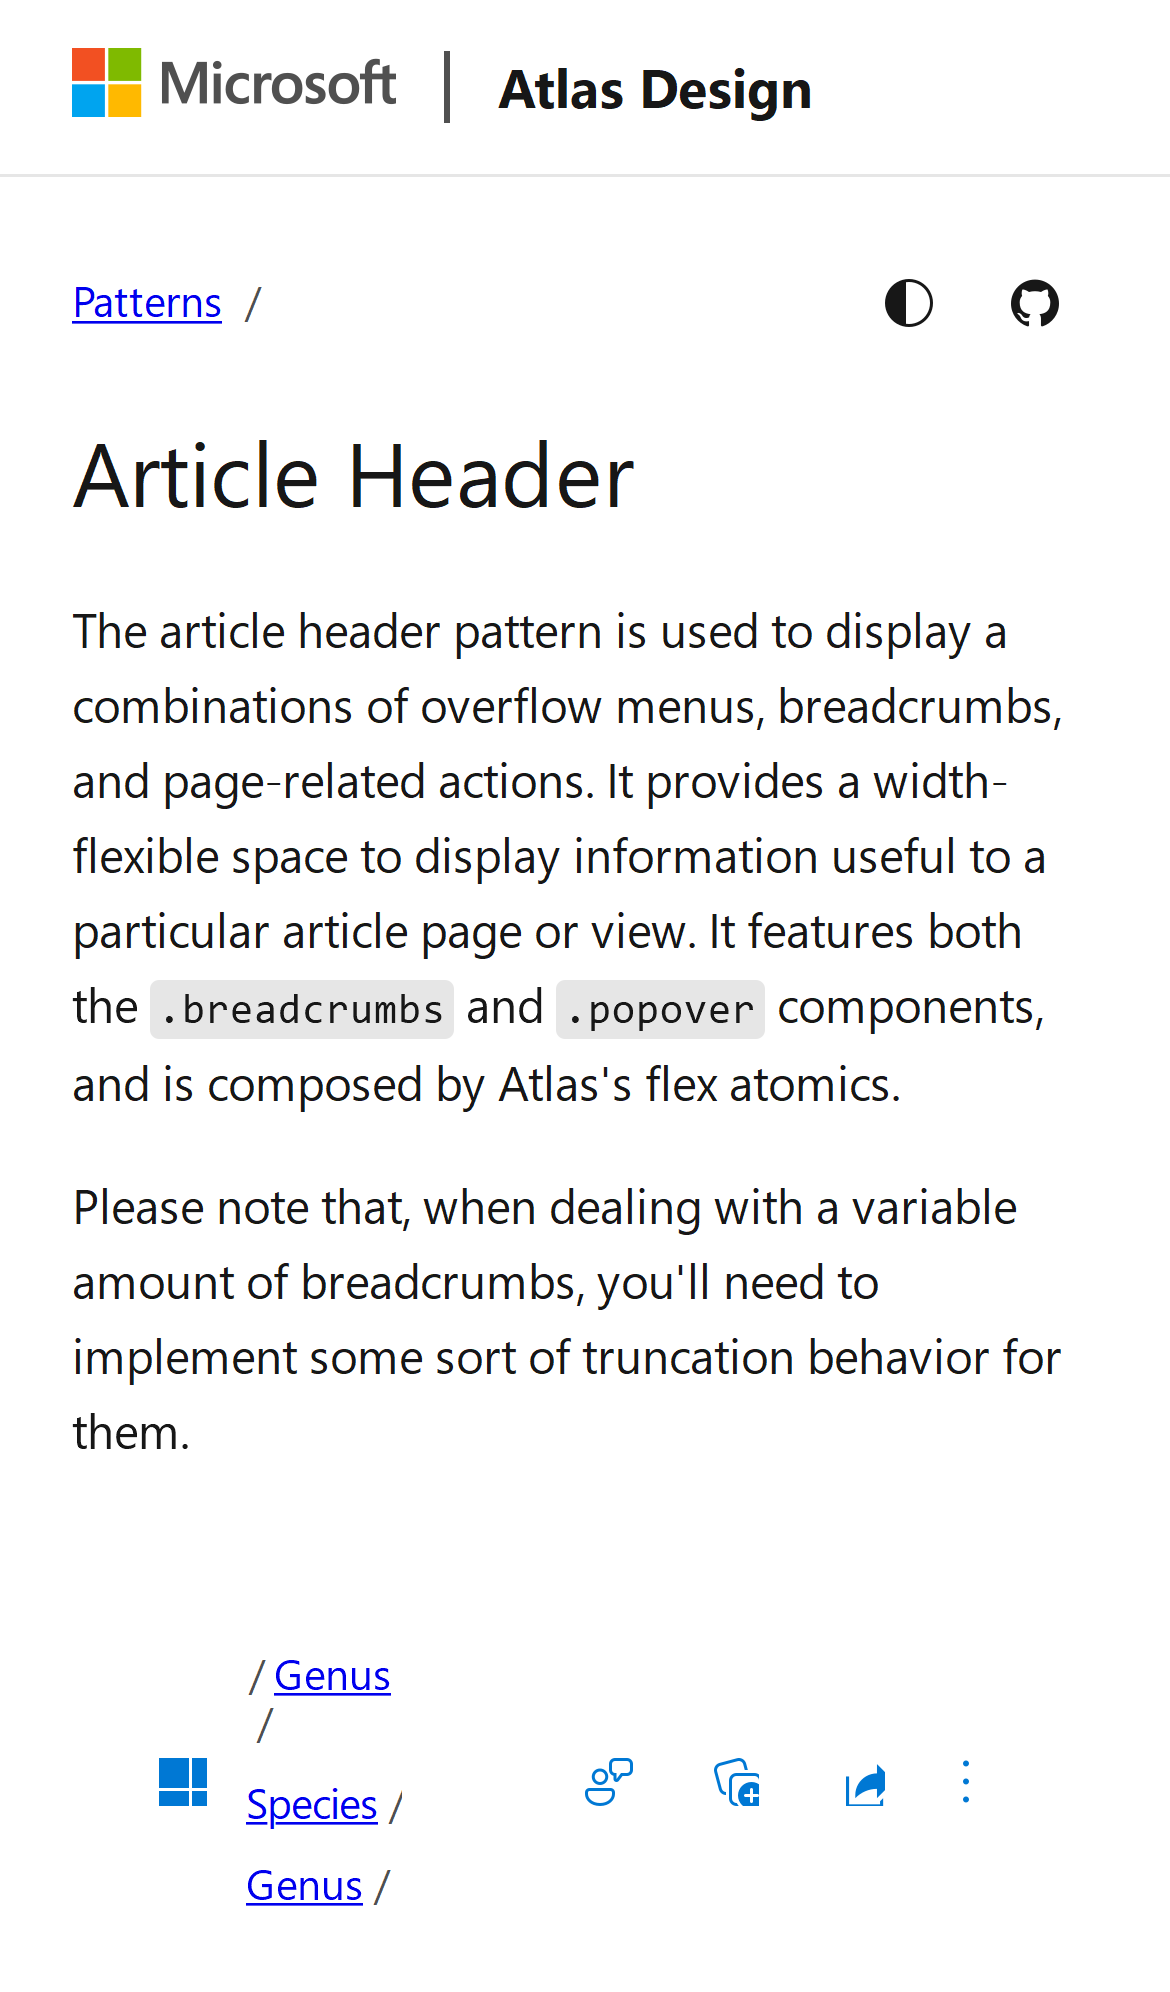 Microsoft | Atlas Design
Patterns /
Article Header
The article header pattern is used to display a
combinations of overflow menus, breadcrumbs,
and page-related actions. It provides a width-
flexible space to display information useful to a
particular article page or view. It features both
the .breadcrumbs and .popover components,
and is composed by Atlas's flex atomics.
Please note that, when dealing with a variable
amount of breadcrumbs, you'll need to
implement some sort of truncation behavior for
them.
/ Genus
/
Species /
Genus /